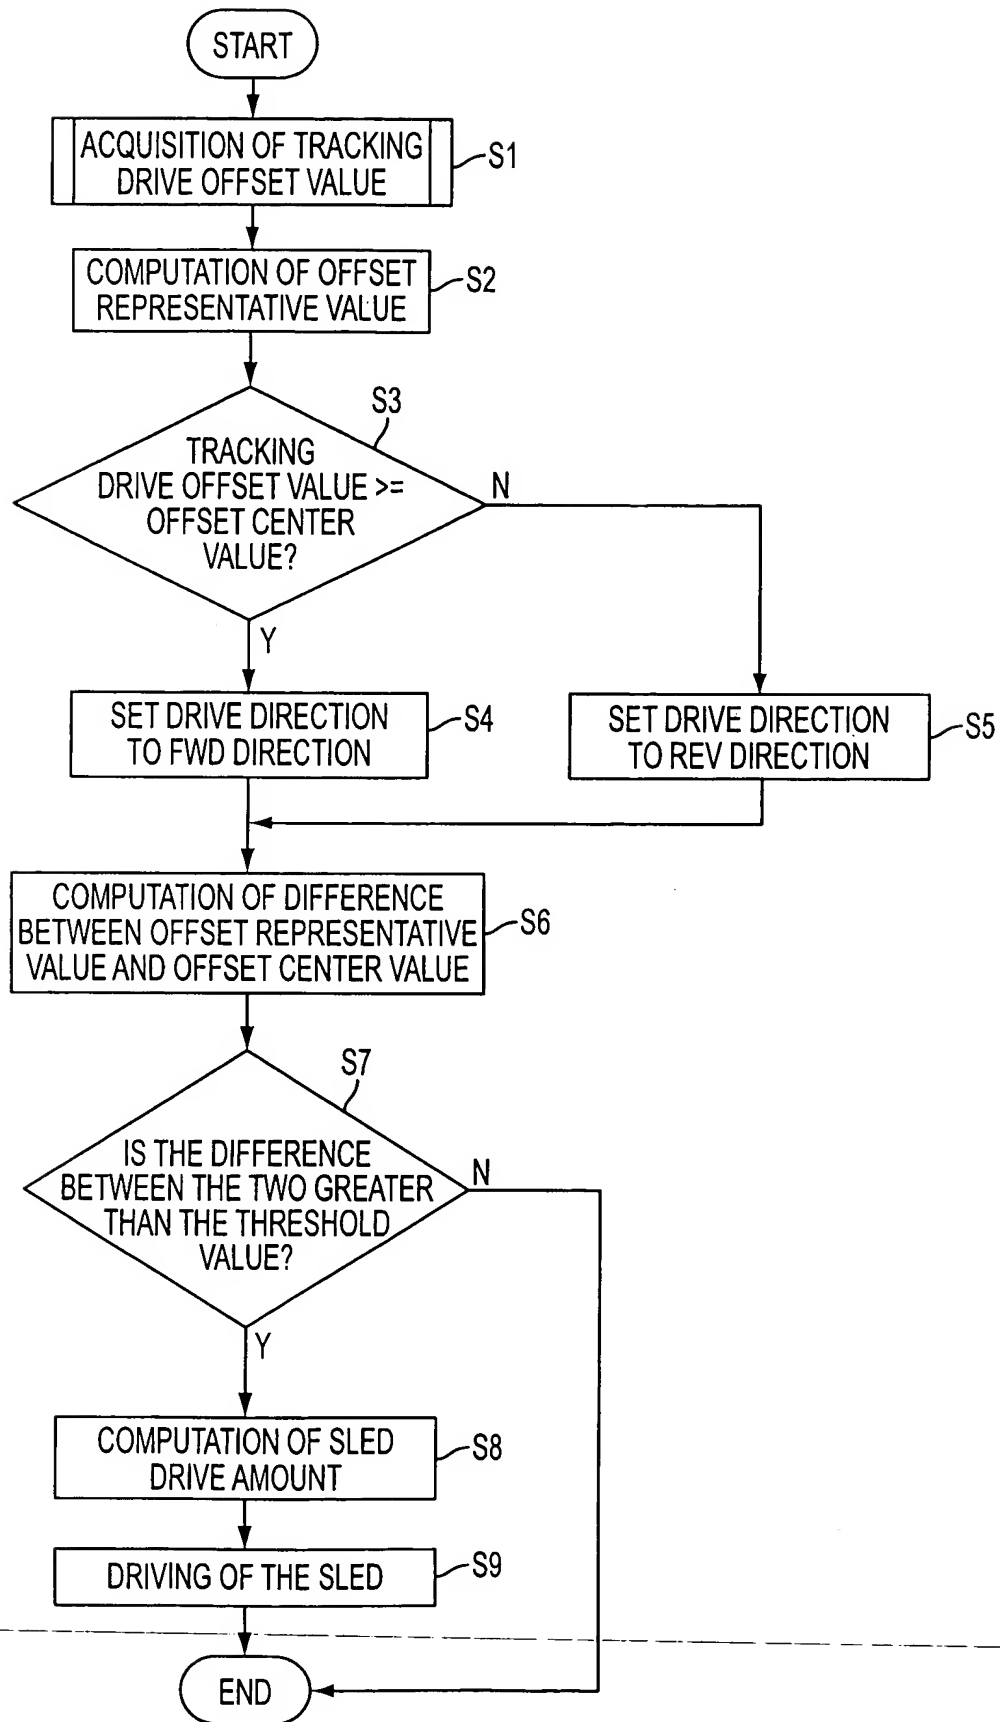 START
ACQUISITION OF TRACKING
DRIVE OFFSET VALUE
S1
COMPUTATION OF OFFSET
REPRESENTATIVE VALUE
S2
S3
TRACKING
DRIVE OFFSET VALUE >=
OFFSET CENTER
VALUE?
N
Y
SET DRIVE DIRECTION
TO FWD DIRECTION
S4
SET DRIVE DIRECTION
TO REV DIRECTION
S5
COMPUTATION OF DIFFERENCE
BETWEEN OFFSET REPRESENTATIVE
VALUE AND OFFSET CENTER VALUE
S6
S7
IS THE DIFFERENCE
BETWEEN THE TWO GREATER
THAN THE THRESHOLD
VALUE?
N
Y
COMPUTATION OF SLED
DRIVE AMOUNT
S8
DRIVING OF THE SLED
S9
END